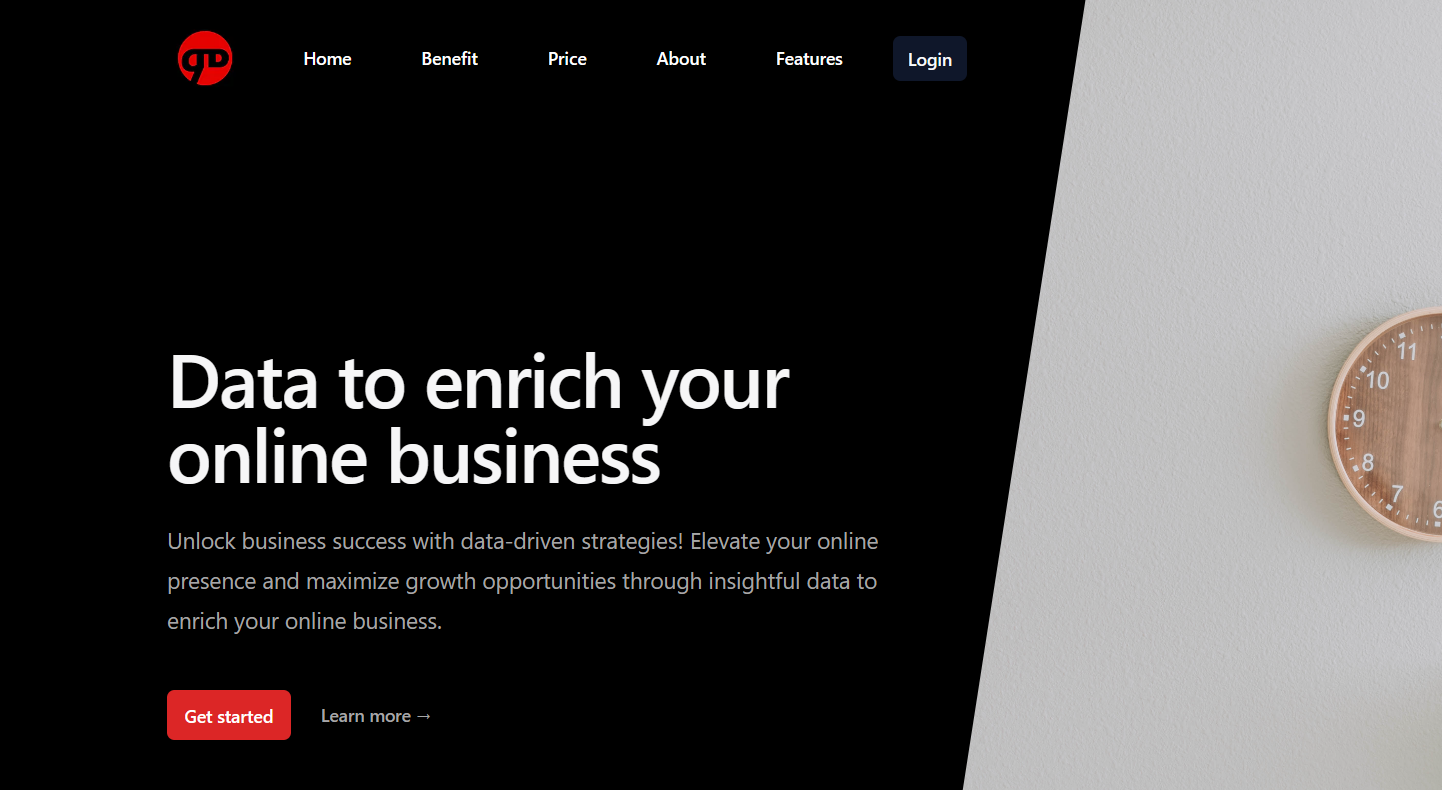 Home Benefit Price About Features Login
Data to enrich your
online business
Unlock business success with data-driven strategies! Elevate your online
presence and maximize growth opportunities through insightful data to
enrich your online business.
Get started Learn more →
11
10
9
8
7
6